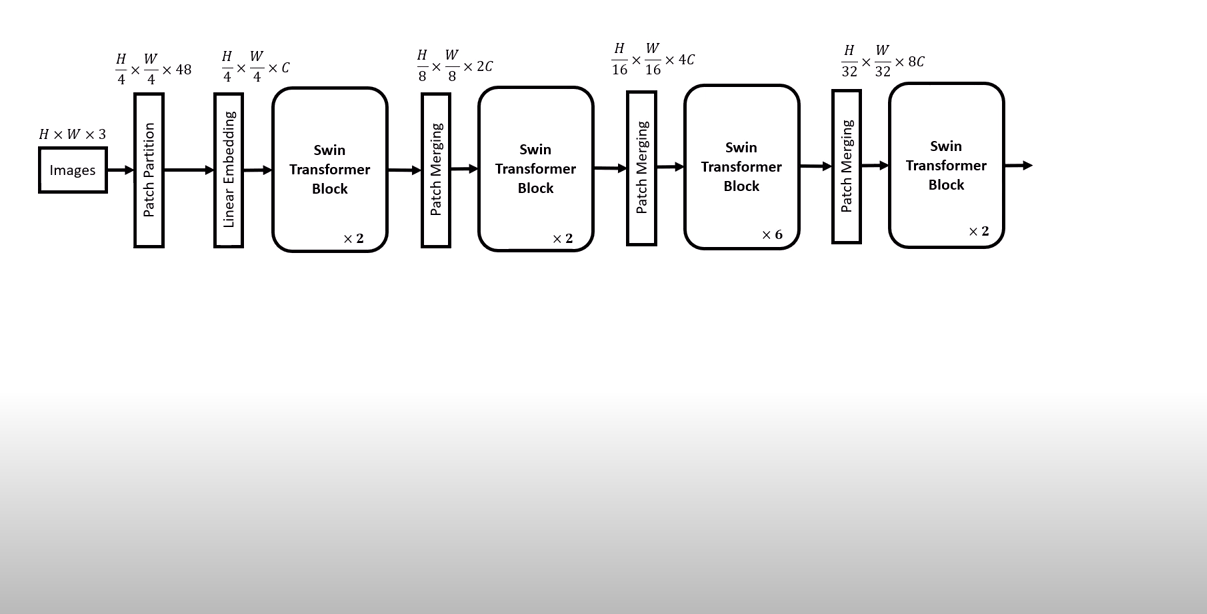 H × W × 3
Images
H/4 × W/4 × 48
Patch Partition
H/4 × W/4 × C
Linear Embedding
Swin
Transformer
Block
× 2
H/8 × W/8 × 2C
Patch Merging
Swin
Transformer
Block
× 2
H/16 × W/16 × 4C
Patch Merging
Swin
Transformer
Block
× 6
H/32 × W/32 × 8C
Patch Merging
Swin
Transformer
Block
× 2